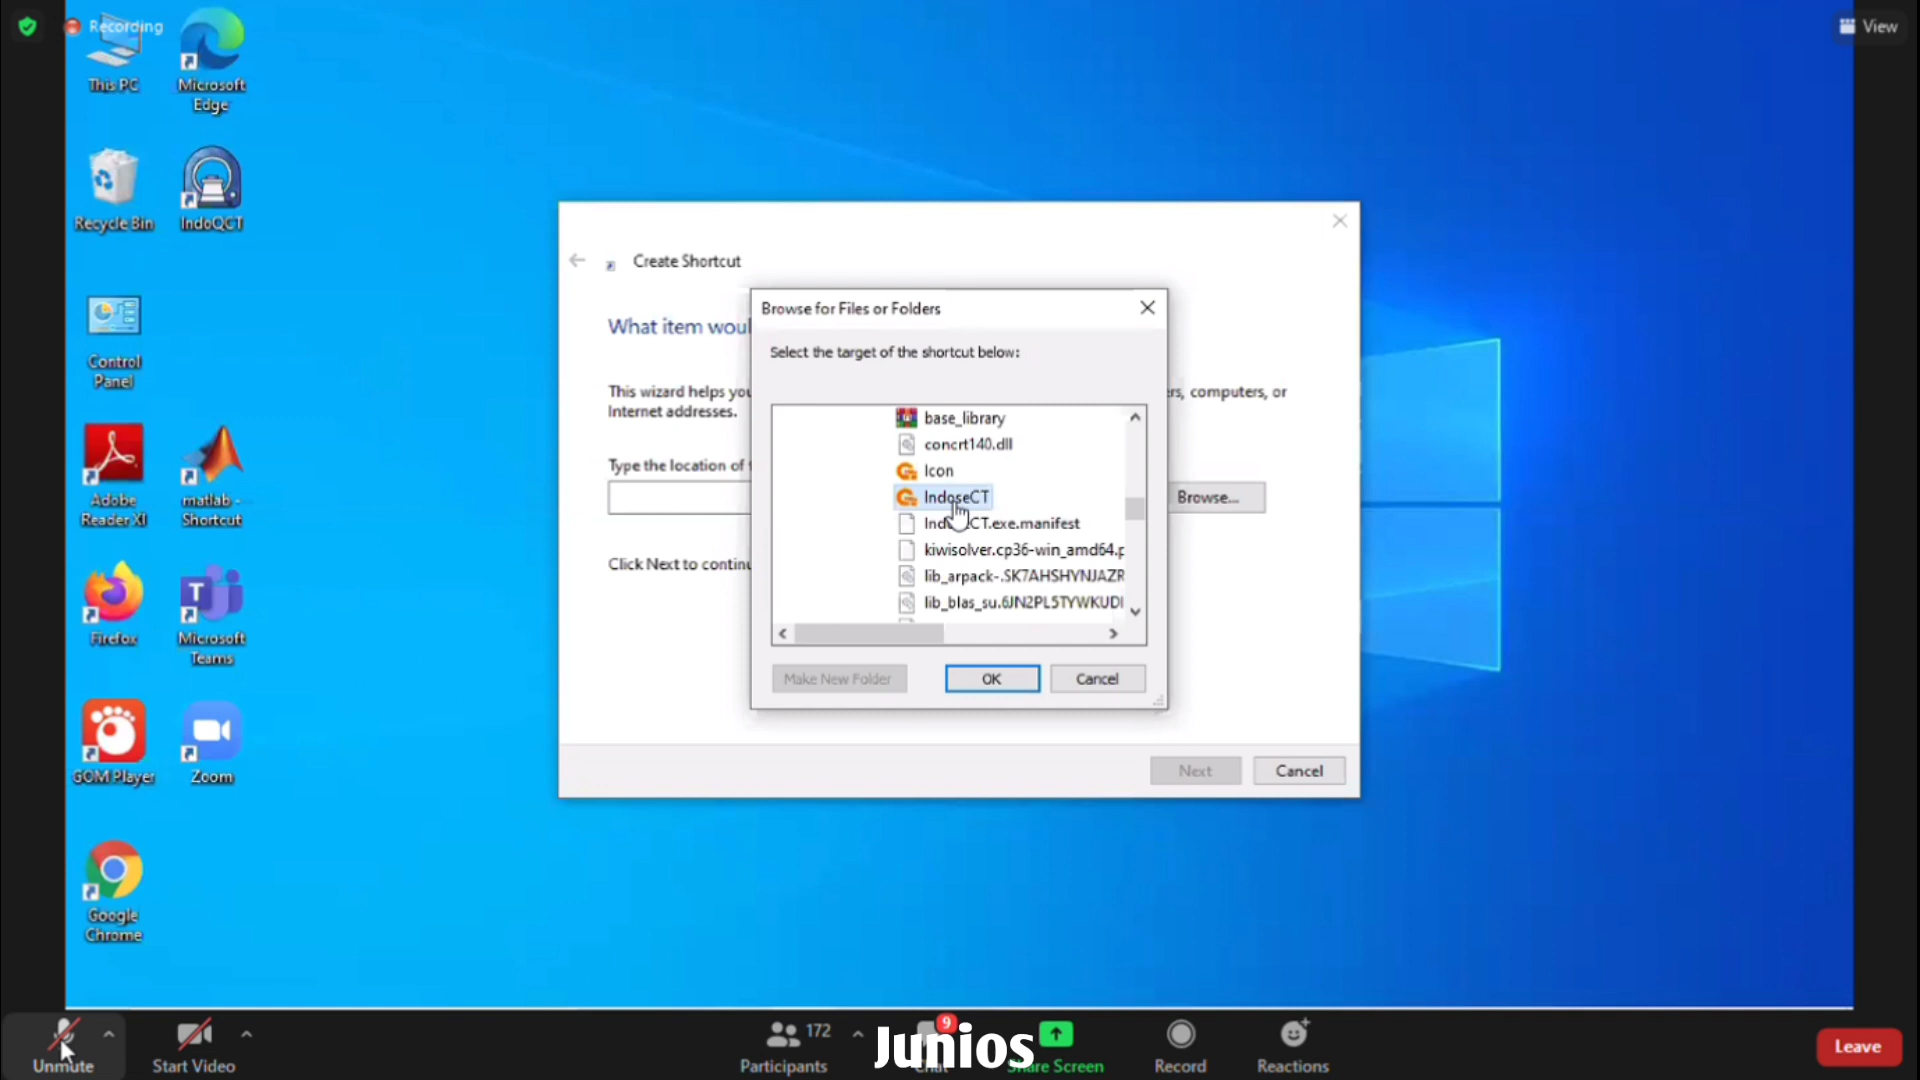 Recording
View
This PC
Microsoft
Edge
Recycle Bin
IndoQCT
Control
Panel
Adobe
Reader XI
matlab -
Shortcut
Firefox
Microsoft
Teams
GOM Player
Zoom
Google
Chrome
Create Shortcut
What item woul
This wizard helps you
ers, computers, or
Internet addresses.
Type the location of t
Browse...
Click Next to continu
Next
Cancel
Browse for Files or Folders
Select the target of the shortcut below:
base_library
concrt140.dll
Icon
IndoseCT
CT.exe.manifest
kiwisolver.cp36-win_amd64.p
lib_arpack-.SK7AHSHYNJAZR
lib_blas_su.6JN2PL5TYWKUDI
Make New Folder
OK
Cancel
Unmute
Start Video
172
Participants
9
Junios
Share Screen
Record
Reactions
Leave